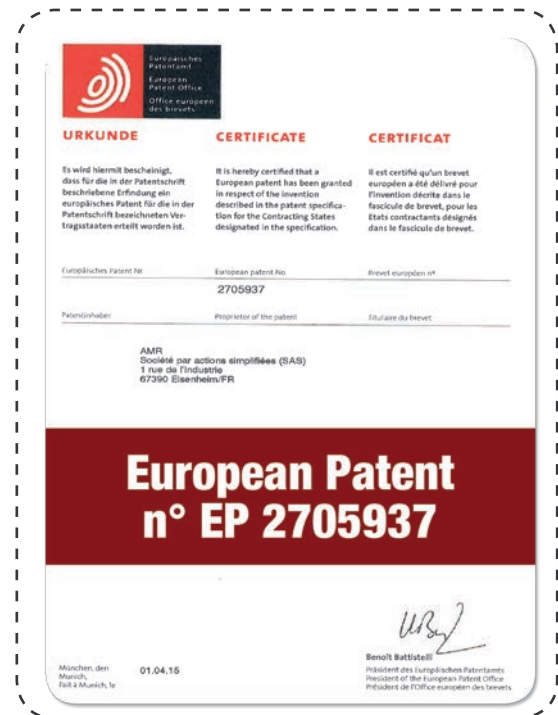 Europäisches
Patentamt
European
Patent Office
Office européen
des brevets
URKUNDE
Es wird hiermit bescheinigt,
dass für die in der Patentschrift
beschriebene Erfindung ein
europäisches Patent für die in der
Patentschrift bezeichneten Ver-
tragsstaaten erteilt worden ist.
CERTIFICATE
It is hereby certified that a
European patent has been granted
in respect of the invention
described in the patent specifica-
tion for the Contracting States
designated in the specification.
CERTIFICAT
Il est certifié qu'un brevet
européen a été délivré pour
l'invention décrite dans le
fascicule de brevet, pour les
Etats contractants désignés
dans le fascicule de brevet.
Europäisches Patent Nr.
European patent No.
Brevet européen n°
2705937
Patentinhaber
Proprietor of the patent
Titulaire du brevet
AMR
Société par actions simplifiées (SAS)
1 rue de l'Industrie
67390 Elsenheim/FR
European Patent
n° EP 2705937
Benoît Battistelli
Präsident des Europäischen Patentamts
President of the European Patent Office
Président de l'Office européen des brevets
München, den
Munich,
Fait à Munich, le
01.04.15